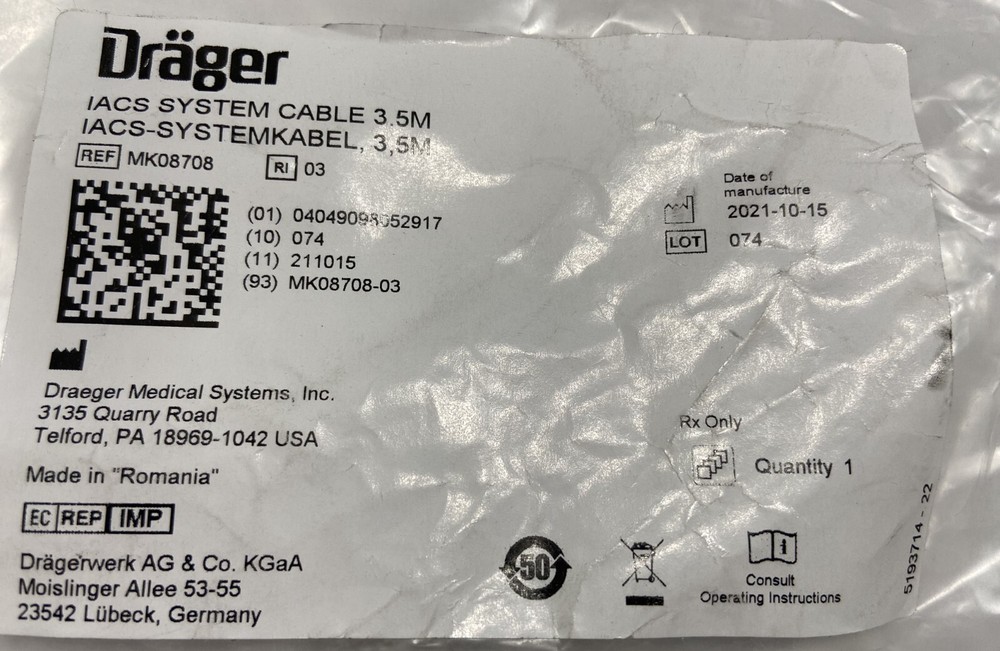 Dräger
IACS SYSTEM CABLE 3.5M
IACS-SYSTEMKABEL, 3,5M
REF MK08708 RI 03
(01)
(10) 074
(11) 211015
(93) MK08708-03
Date of
manufacture
2021-10-15
LOT 074
Draeger Medical Systems, Inc.
3135 Quarry Road
Telford, PA 18969-1042 USA
Made in "Romania"
EC REP IMP
Drägerwerk AG & Co. KGaA
Moislinger Allee 53-55
23542 Lübeck, Germany
Rx Only
Quantity 1
50
Consult
Operating Instructions
5193714 - 22